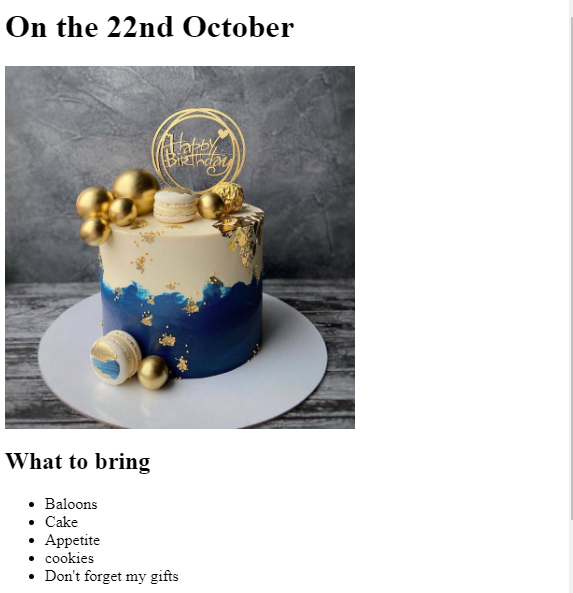 On the 22nd October
Happy
Birthday
What to bring
Baloons
Cake
Appetite
cookies
Don't forget my gifts